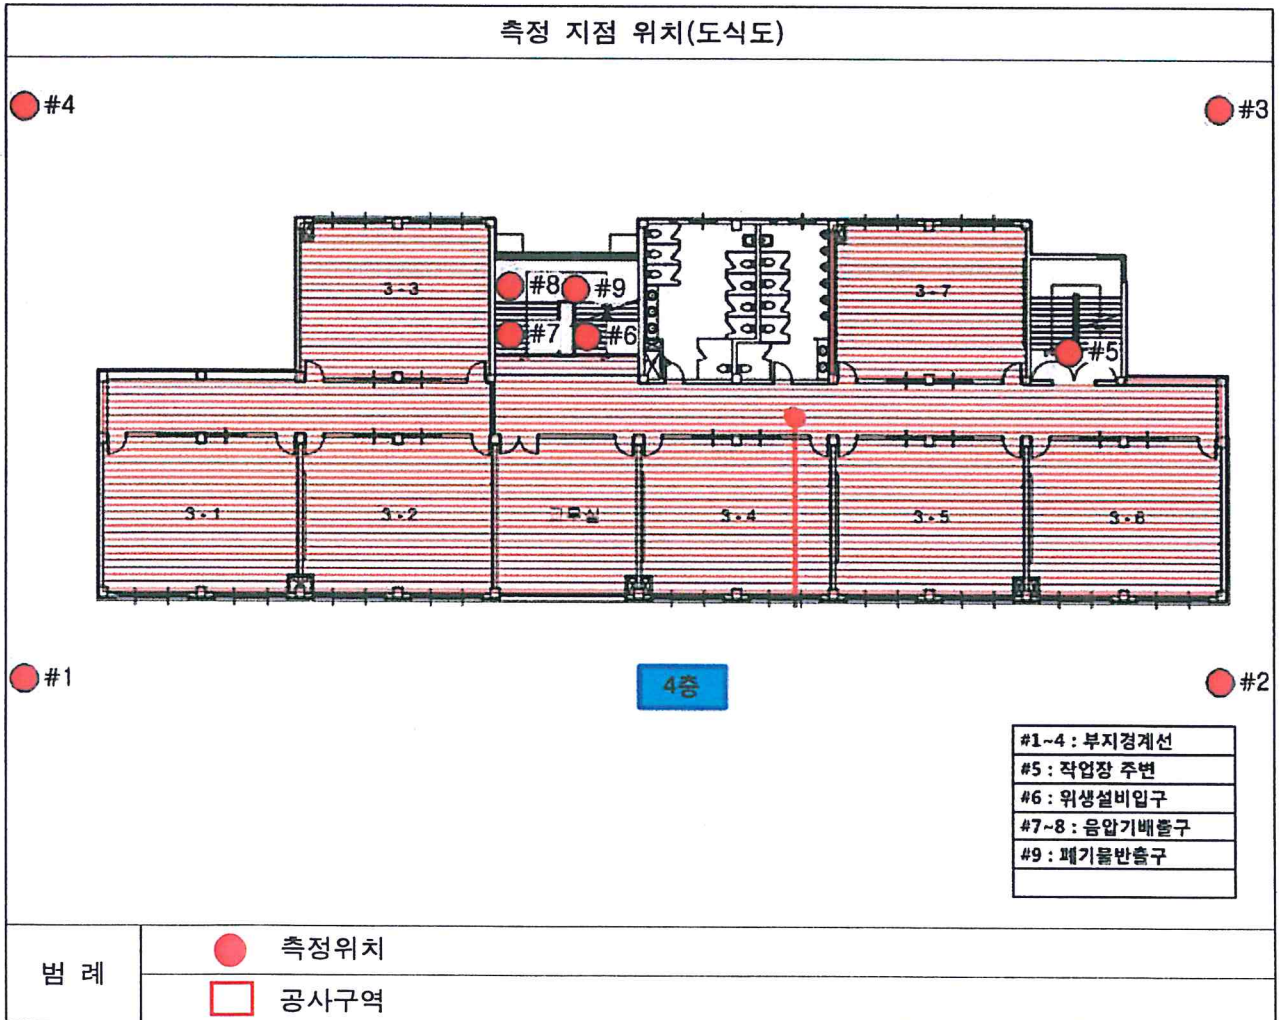 측정 지점 위치(도식도)
#4
#3
3-3
#8
#9
3-7
#7
#6
#5
3-1
3-2
교무실
3-4
3-5
3-6
#1
4층
#2
#1~4 : 부지경계선
#5 : 작업장 주변
#6 : 위생설비입구
#7~8 : 음압기배출구
#9 : 폐기물반출구
범 례
측정위치
공사구역